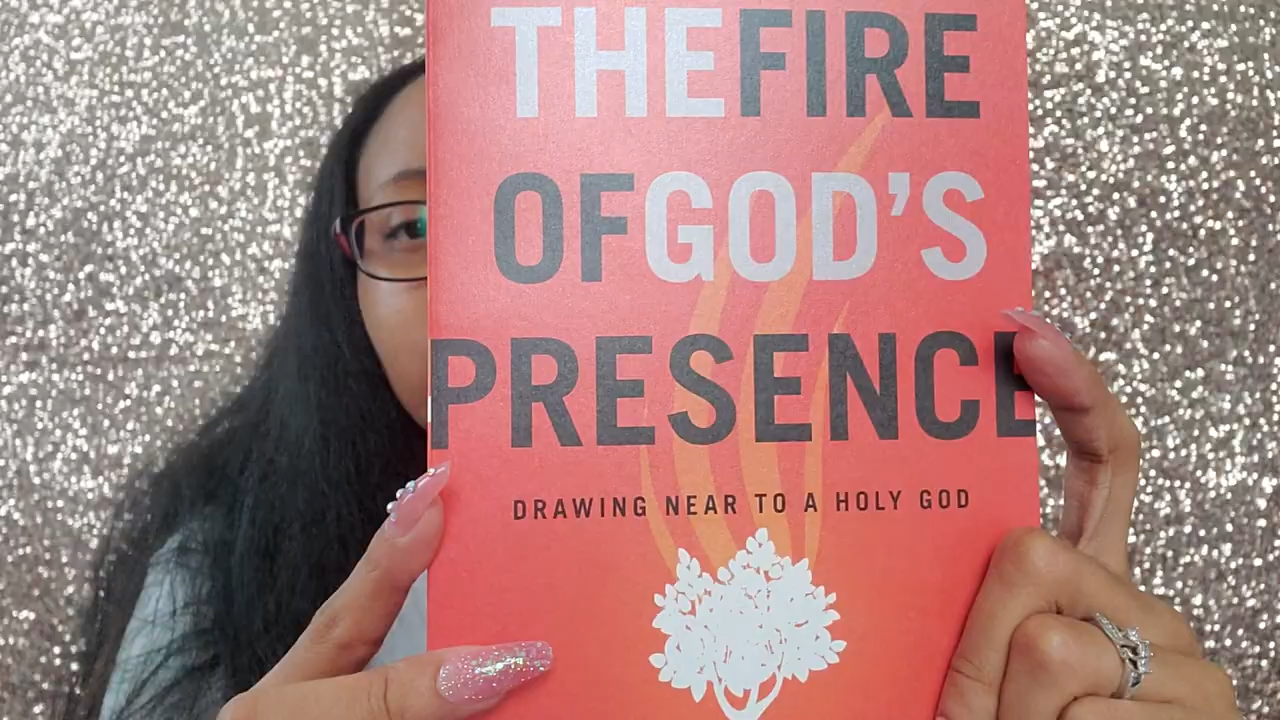 THE FIRE
OF GOD'S
PRESENCE
DRAWING NEAR TO A HOLY GOD